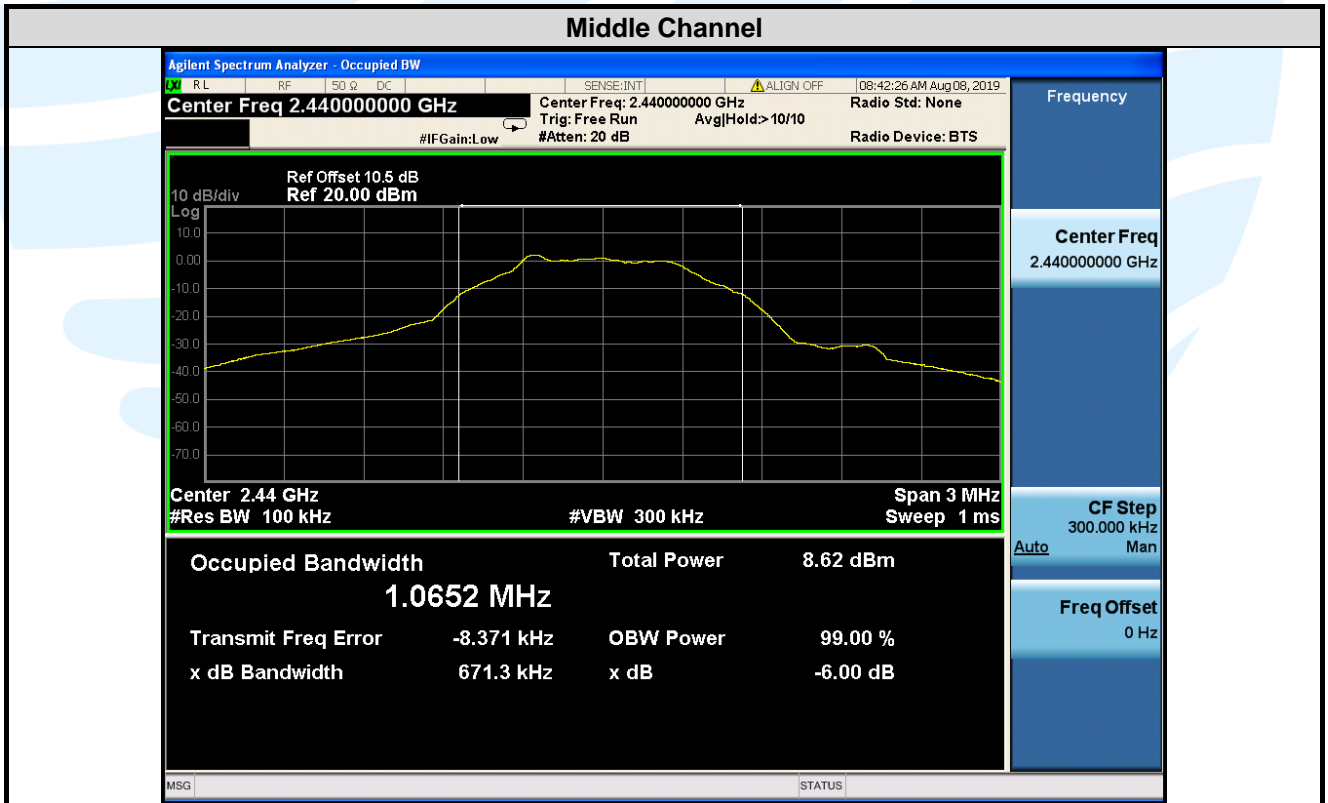 Middle Channel
Agilent Spectrum Analyzer - Occupied BW
LXI RL RF 50 Ω DC SENSE:INT ALIGN OFF 08:42:26 AM Aug 08, 2019
Center Freq 2.440000000 GHz
Center Freq: 2.440000000 GHz Radio Std: None
Trig: Free Run Avg|Hold:>10/10
#IFGain:Low #Atten: 20 dB Radio Device: BTS
Ref Offset 10.5 dB
10 dB/div Ref 20.00 dBm
Log
10.0
0.00
-10.0
-20.0
-30.0
-40.0
-50.0
-60.0
-70.0
Center 2.44 GHz Span 3 MHz
#Res BW 100 kHz #VBW 300 kHz Sweep 1 ms
Occupied Bandwidth Total Power 8.62 dBm
1.0652 MHz
Transmit Freq Error -8.371 kHz OBW Power 99.00 %
x dB Bandwidth 671.3 kHz x dB -6.00 dB
MSG STATUS
Frequency
Center Freq
2.440000000 GHz
CF Step
300.000 kHz
Auto Man
Freq Offset
0 Hz